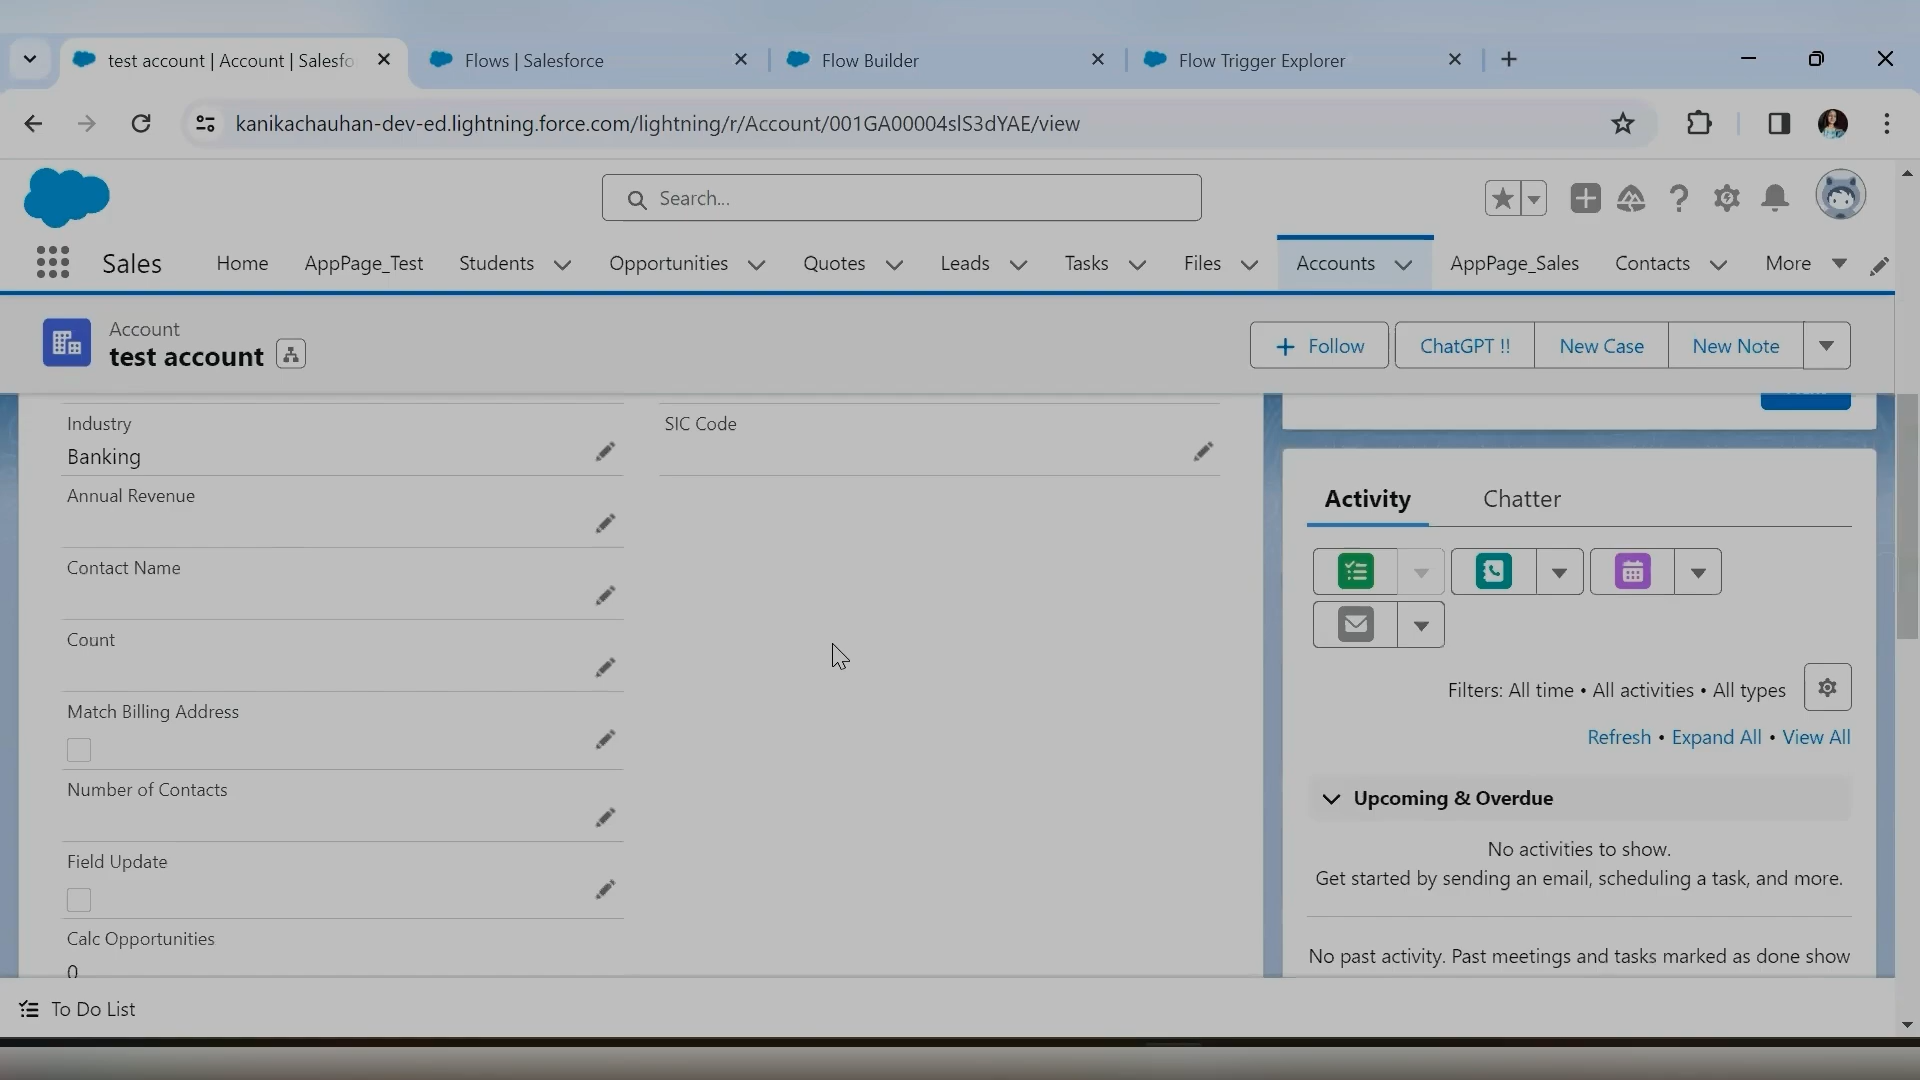 test account | Account | Salesfo
Flows | Salesforce
Flow Builder
Flow Trigger Explorer
kanikachauhan-dev-ed.lightning.force.com/lightning/r/Account/001GA00004slS3dYAE/view
Search...
Sales
Home
AppPage_Test
Students
Opportunities
Quotes
Leads
Tasks
Files
Accounts
AppPage_Sales
Contacts
More
Account
test account
Follow
ChatGPT !!
New Case
New Note
Industry
Banking
SIC Code
Annual Revenue
Contact Name
Count
Match Billing Address
Number of Contacts
Field Update
Calc Opportunities
0
Activity
Chatter
Filters: All time • All activities • All types
Refresh • Expand All • View All
Upcoming & Overdue
No activities to show.
Get started by sending an email, scheduling a task, and more.
No past activity. Past meetings and tasks marked as done show
To Do List